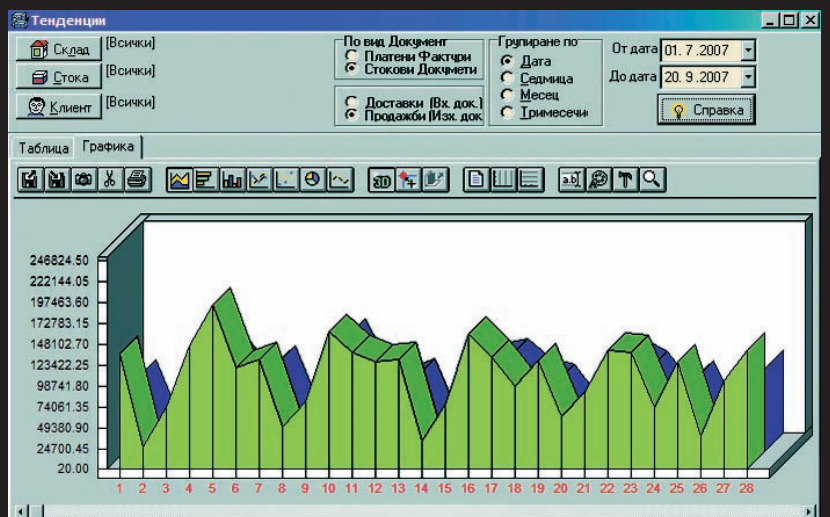 Тенденции
Склад [Всички]
Стока [Всички]
Клиент [Всички]
По вид Документ
Платени Фактури
Стокови Докумети
Доставки (Вх. док.)
Продажби (Изх. док
Групиране по
Дата
Седмица
Месец
Тримесечи
От дата 01. 7.2007
До дата 20. 9.2007
Справка
Таблица Графика
3D
246824.50
222144.05
197463.60
172783.15
148102.70
123422.25
98741.80
74061.35
49380.90
24700.45
20.00
1 2 3 4 5 6 7 8 9 10 11 12 13 14 15 16 17 18 19 20 21 22 23 24 25 26 27 28